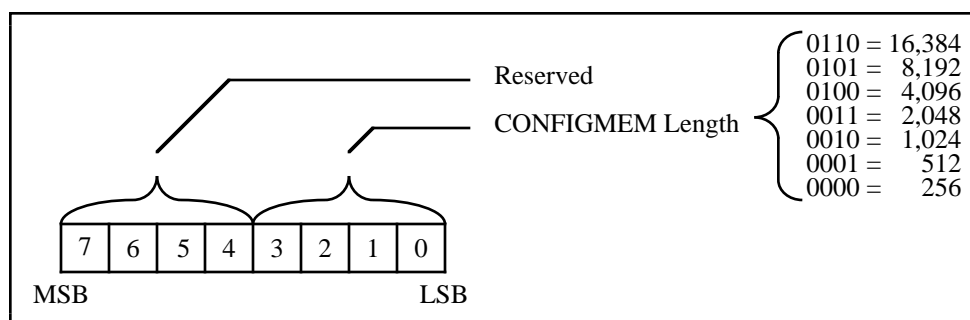 0110 = 16,384
0101 = 8,192
Reserved
0100 = 4,096
0011 = 2,048
CONFIGMEM Length
0010 = 1,024
0001 = 512
0000 = 256
7 6 5 4 3 2 1 0
MSB LSB